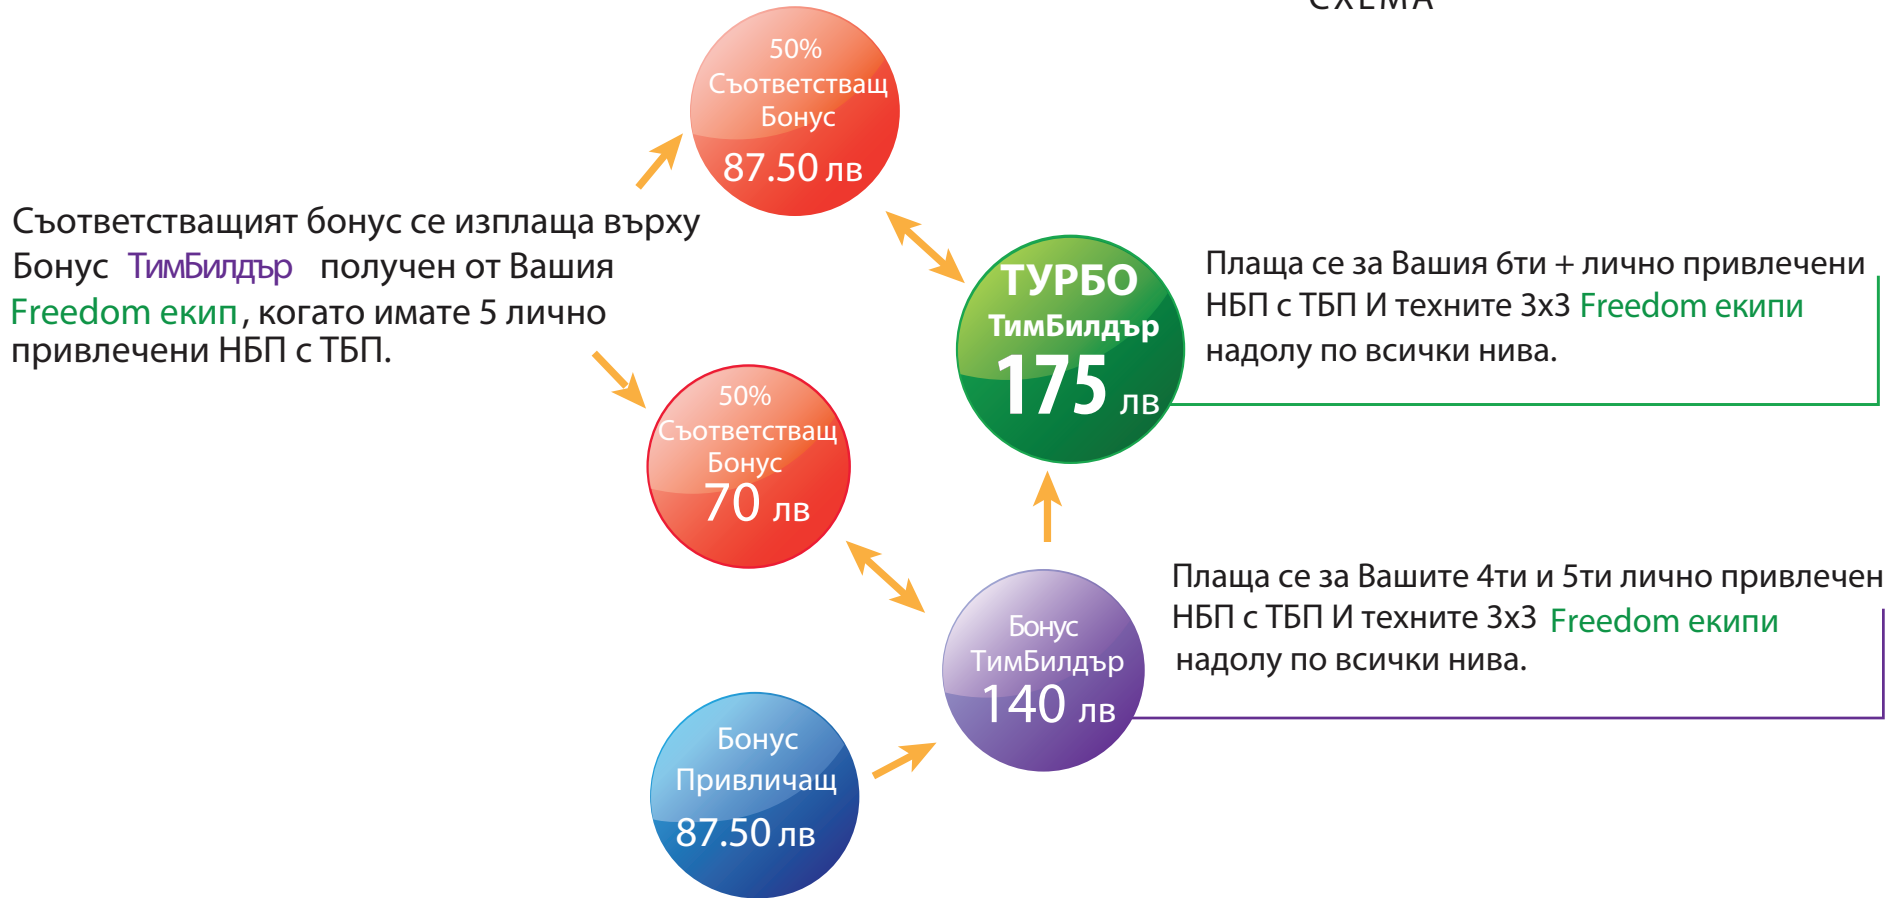 СХЕМА
50%
Съответстващ
Бонус
87.50 лв
Съответстващият бонус се изплаща върху
Бонус ТимБилдър получен от Вашия
Freedom екип, когато имате 5 лично
привлечени НБП с ТБП.
ТУРБО
ТимБилдър
175 лв
Плаща се за Вашия 6ти + лично привлечени
НБП с ТБП И техните 3x3 Freedom екипи
надолу по всички нива.
50%
Съответстващ
Бонус
70 лв
Бонус
ТимБилдър
140 лв
Плаща се за Вашите 4ти и 5ти лично привлечен
НБП с ТБП И техните 3x3 Freedom екипи
надолу по всички нива.
Бонус
Привличащ
87.50 лв